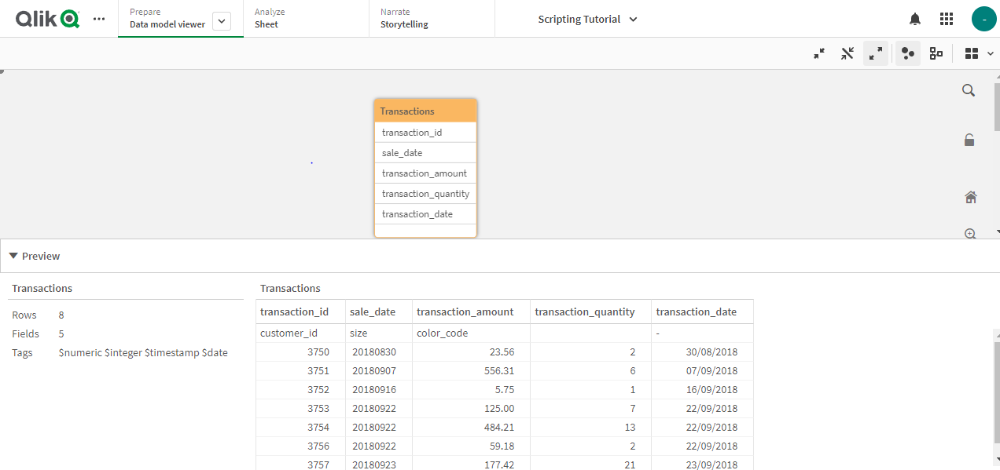 Qlik
Prepare
Data model viewer
Analyze
Sheet
Narrate
Storytelling
Scripting Tutorial
-
Transactions
transaction_id
sale_date
transaction_amount
transaction_quantity
transaction_date
Preview
Transactions
Rows 8
Fields 5
Tags $numeric $integer $timestamp $date
Transactions
transaction_id sale_date transaction_amount transaction_quantity transaction_date
customer_id size color_code -
3750 20180830 23.56 2 30/08/2018
3751 20180907 556.31 6 07/09/2018
3752 20180916 5.75 1 16/09/2018
3753 20180922 125.00 7 22/09/2018
3754 20180922 484.21 13 22/09/2018
3756 20180922 59.18 2 22/09/2018
3757 20180923 177.42 21 23/09/2018